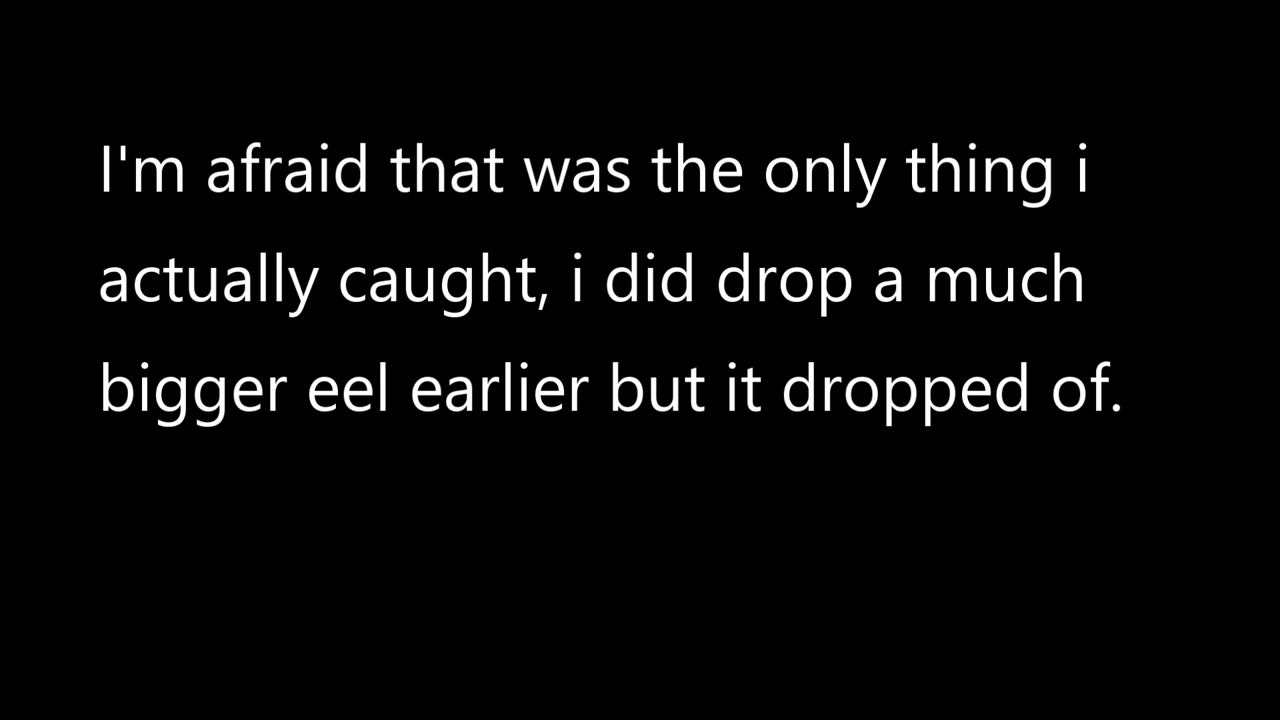 I'm afraid that was the only thing i
actually caught, i did drop a much
bigger eel earlier but it dropped of.